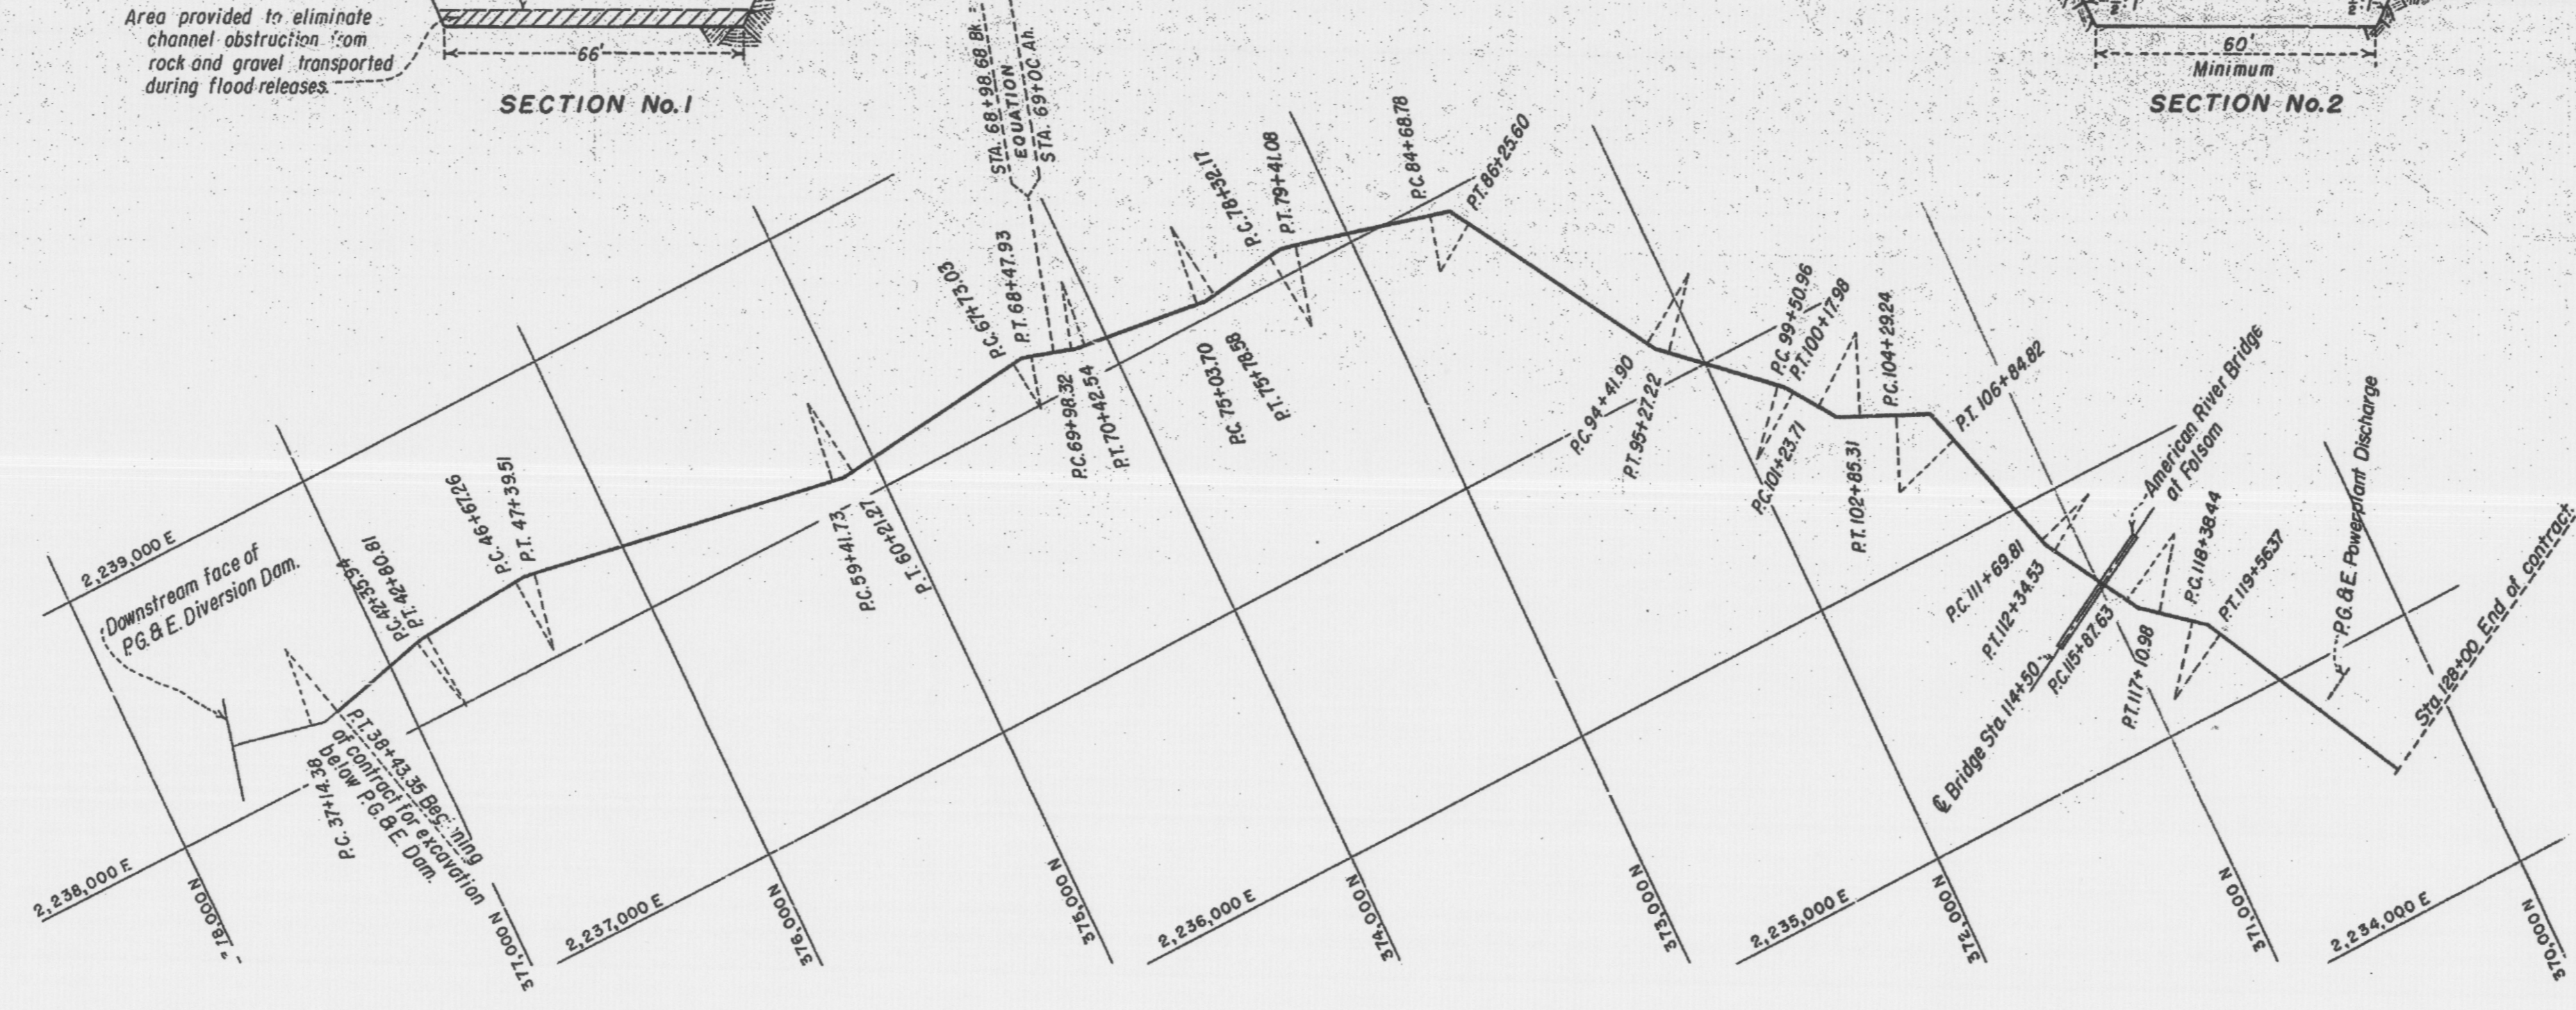 Area provided to eliminate
channel obstruction from
rock and gravel transported
during flood releases.
66'
SECTION No.1
60'
Minimum
SECTION No.2
STA. 68+98.68 Bk.
EQUATION
STA. 69+00 Ah.
2,239,000 E
Downstream face of
P.G.& E. Diversion Dam.
P.C. 37+14.38
P.T. 38+43.35 Beginning
of contract for excavation
below P.G.& E. Dam.
P.C. 42+35.94
P.T. 42+80.81
P.C. 46+67.26
P.T. 47+39.51
P.C. 59+41.73
P.T. 60+21.27
P.C. 67+73.03
P.T. 68+47.93
P.C. 69+98.32
P.T. 70+42.54
P.C. 75+03.70
P.T. 75+78.58
P.C. 78+32.17
P.T. 79+41.08
P.C. 84+68.78
P.T. 86+25.60
P.C. 94+41.90
P.T. 95+27.22
P.C. 99+50.96
P.T. 100+17.98
P.C. 101+23.71
P.T. 102+85.31
P.C. 104+29.24
P.T. 106+84.82
P.C. 111+69.81
P.T. 112+34.53
American River Bridge
at Folsom
℄ Bridge Sta. 114+50
P.C. 115+87.63
P.T. 117+10.98
P.C. 118+38.44
P.T. 119+56.37
P.G.& E. Powerplant Discharge
Sta. 128+00 End of contract
2,238,000 E
78,000 N
377,000 N
2,237,000 E
376,000 N
375,000 N
2,236,000 E
374,000 N
373,000 N
2,235,000 E
372,000 N
371,000 N
2,234,000 E
370,000 N